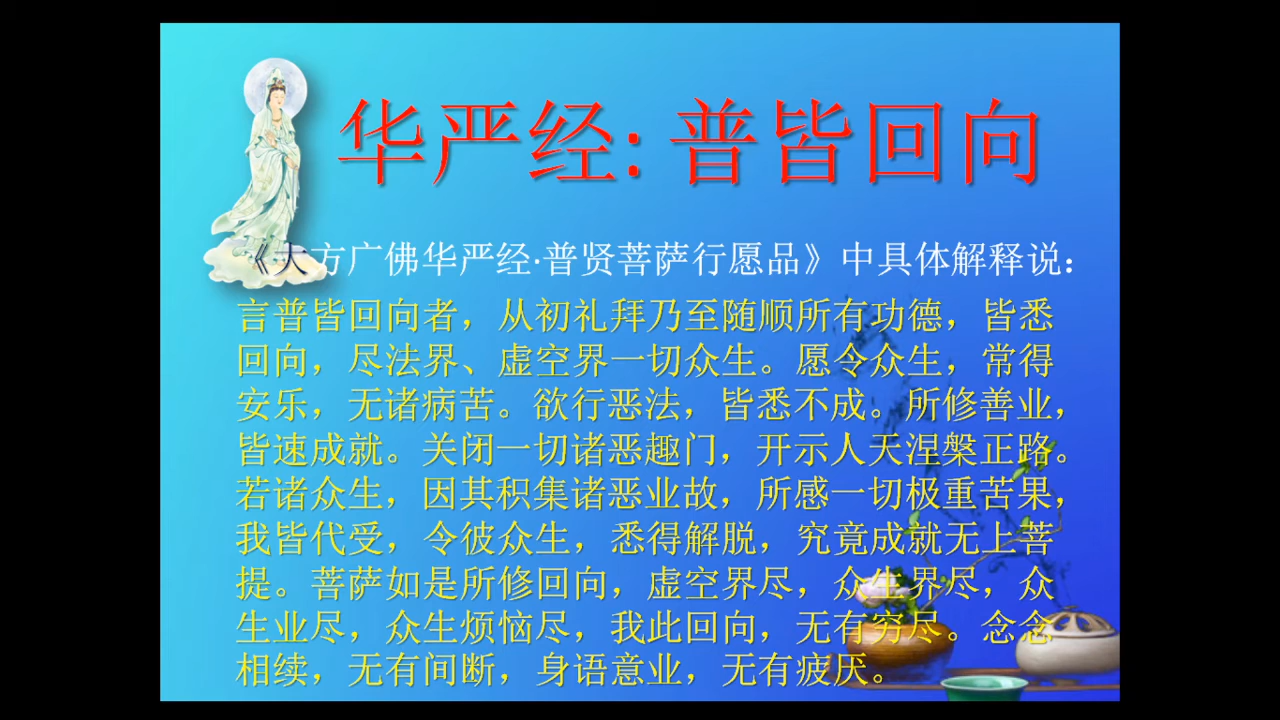 华严经:普皆回向
《大方广佛华严经·普贤菩萨行愿品》中具体解释说：
言普皆回向者，从初礼拜乃至随顺所有功德，皆悉
回向，尽法界、虚空界一切众生。愿令众生，常得
安乐，无诸病苦。欲行恶法，皆悉不成。所修善业，
皆速成就。关闭一切诸恶趣门，开示人天涅槃正路。
若诸众生，因其积集诸恶业故，所感一切极重苦果，
我皆代受，令彼众生，悉得解脱，究竟成就无上菩
提。菩萨如是所修回向，虚空界尽，众生界尽，众
生业尽，众生烦恼尽，我此回向，无有穷尽。念念
相续，无有间断，身语意业，无有疲厌。